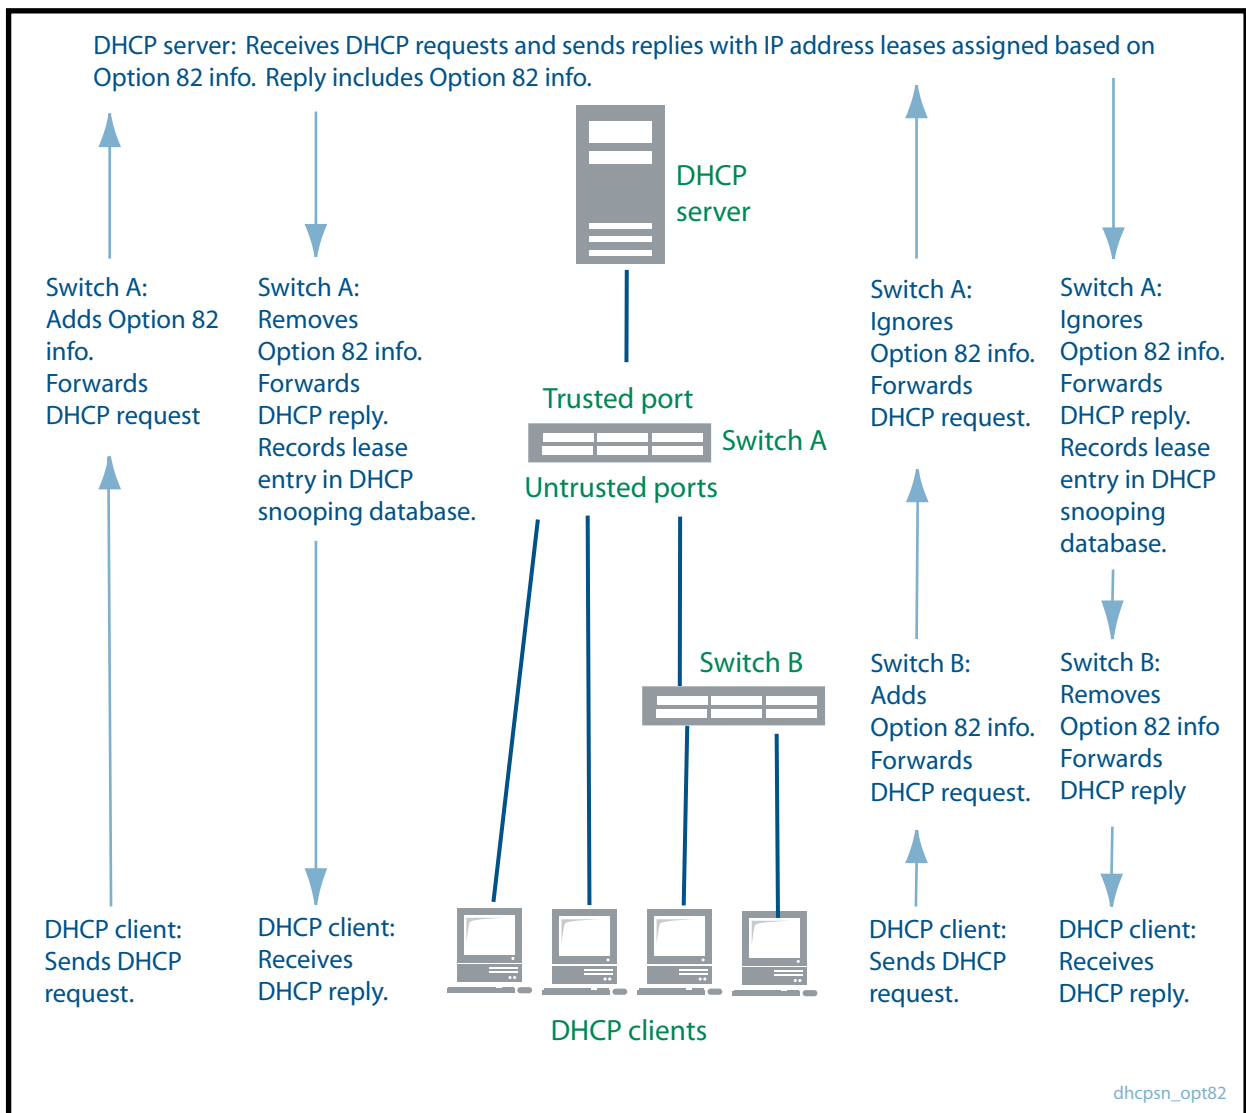 DHCP server: Receives DHCP requests and sends replies with IP address leases assigned based on
Option 82 info. Reply includes Option 82 info.
DHCP
server
Switch A:
Adds Option 82
info.
Forwards
DHCP request
Switch A:
Removes
Option 82 info.
Forwards
DHCP reply.
Records lease
entry in DHCP
snooping database.
Trusted port
Switch A
Untrusted ports
Switch A:
Ignores
Option 82 info.
Forwards
DHCP request.
Switch A:
Ignores
Option 82 info.
Forwards
DHCP reply.
Records lease
entry in DHCP
snooping
database.
Switch B
Switch B:
Adds
Option 82 info.
Forwards
DHCP request.
Switch B:
Removes
Option 82 info
Forwards
DHCP reply
DHCP client:
Sends DHCP
request.
DHCP client:
Receives
DHCP reply.
DHCP clients
DHCP client:
Sends DHCP
request.
DHCP client:
Receives
DHCP reply.
dhcpsn_opt82